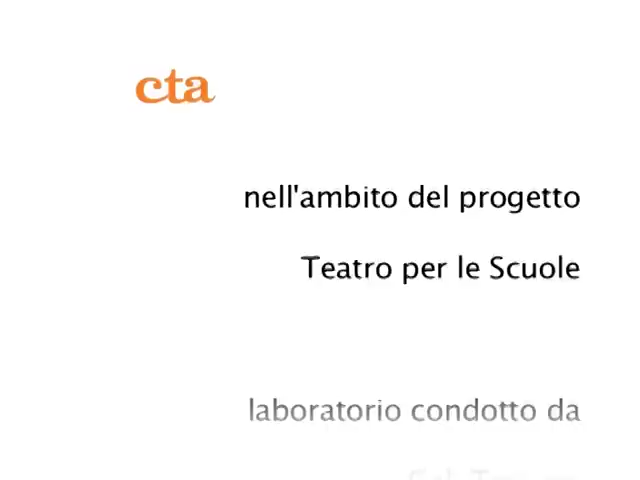 cta
nell'ambito del progetto
Teatro per le Scuole
laboratorio condotto da